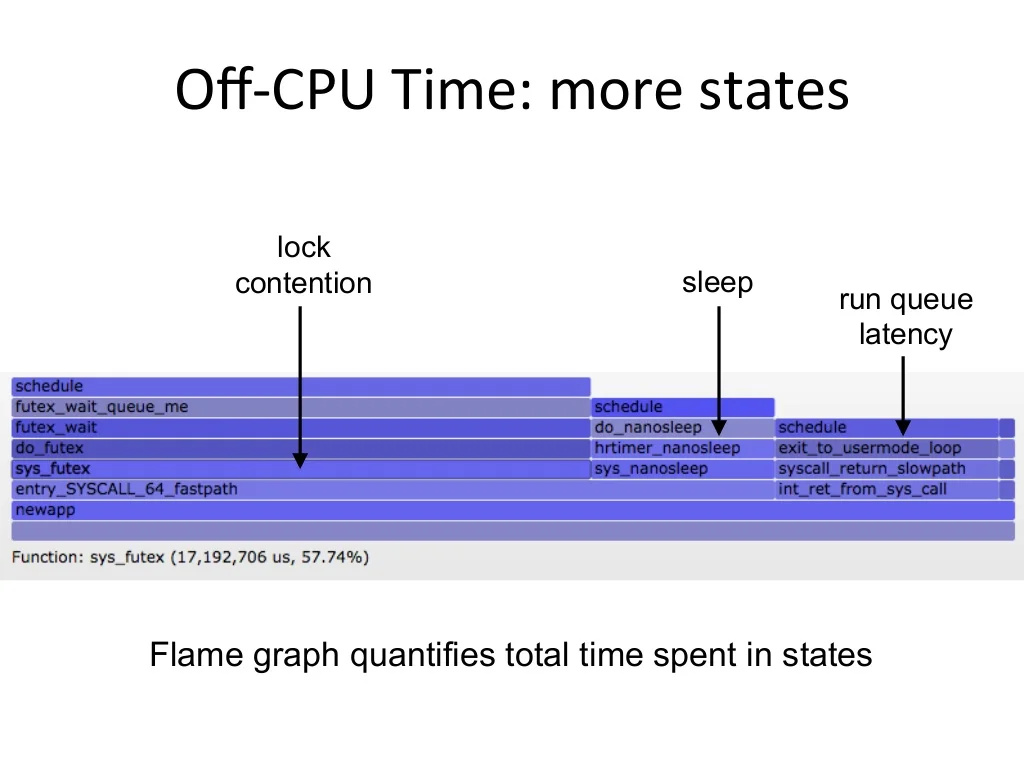 Off-CPU Time: more states
lock
contention
sleep
run queue
latency
schedule
futex_wait_queue_me
schedule
futex_wait
do_nanosleep
schedule
do_futex
hrtimer_nanosleep
exit_to_usermode_loop
sys_futex
sys_nanosleep
syscall_return_slowpath
entry_SYSCALL_64_fastpath
int_ret_from_sys_call
newapp
Function: sys_futex (17,192,706 us, 57.74%)
Flame graph quantifies total time spent in states